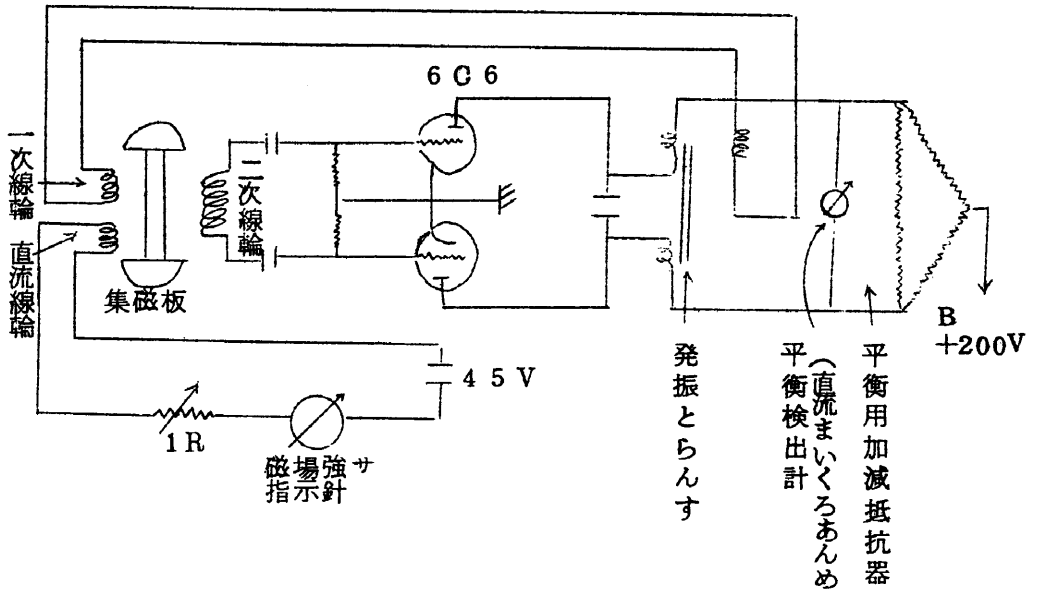 6C6
一次線輪
二次線輪
直流線輪
集磁板
45V
1R
磁場強サ
指示針
B
+200V
発振とらんす
平衡検出計
(直流まいくろあんめ
平衡用加減抵抗器